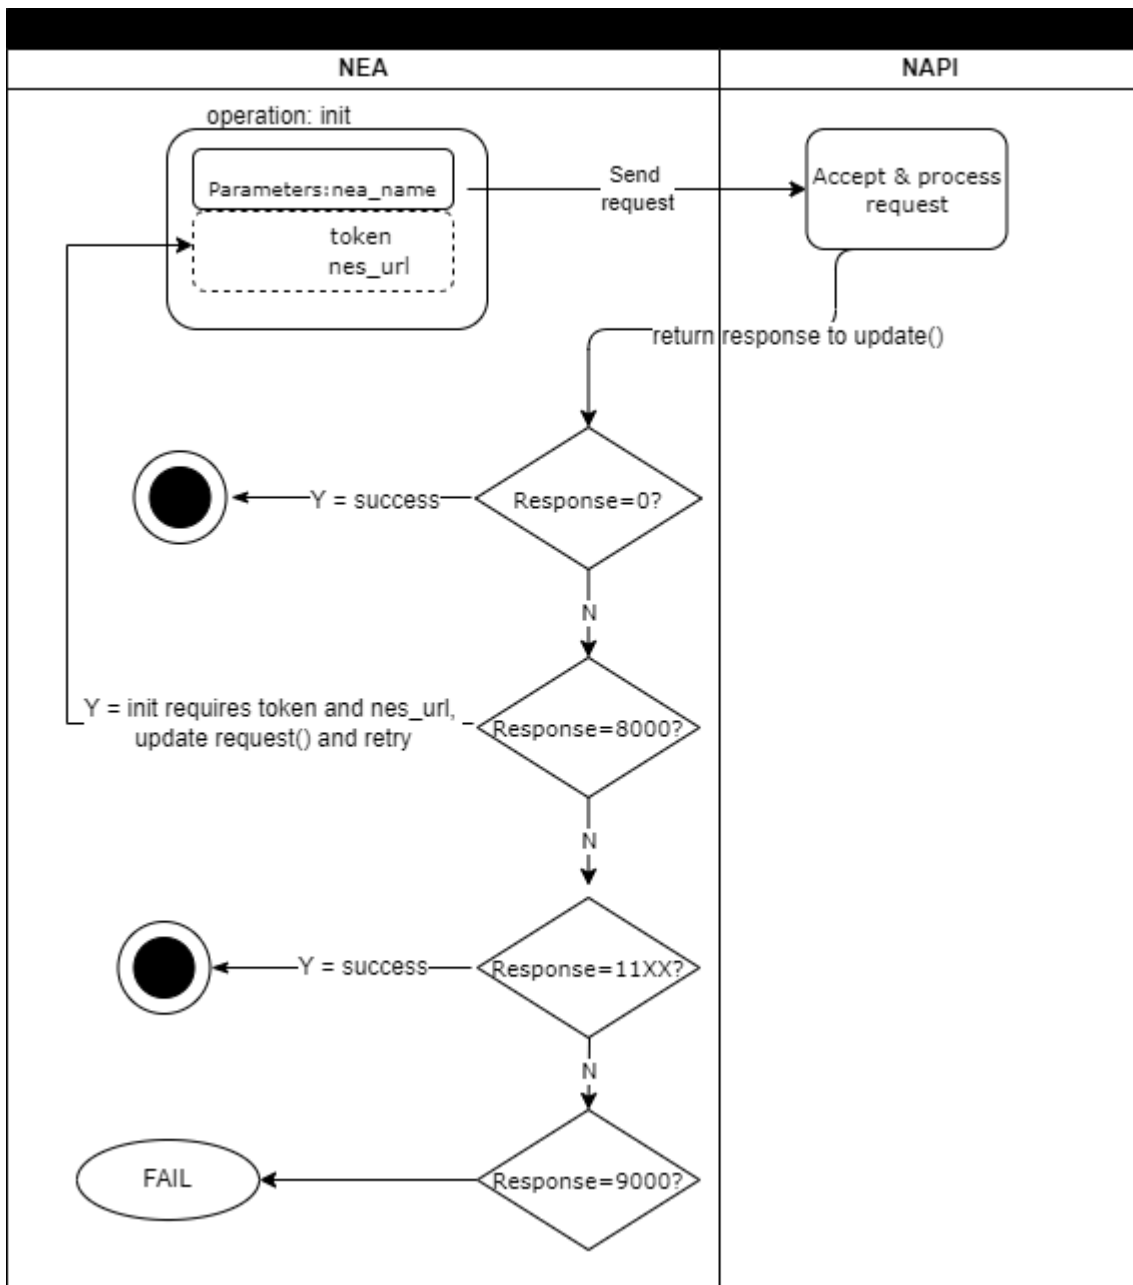 NEA
NAPI
operation: init
Parameters:nea_name
token
nes_url
Send
request
Accept & process
request
return response to update()
Response=0?
Y = success
N
Response=8000?
Y = init requires token and nes_url,
update request() and retry
N
Response=11XX?
Y = success
N
Response=9000?
FAIL